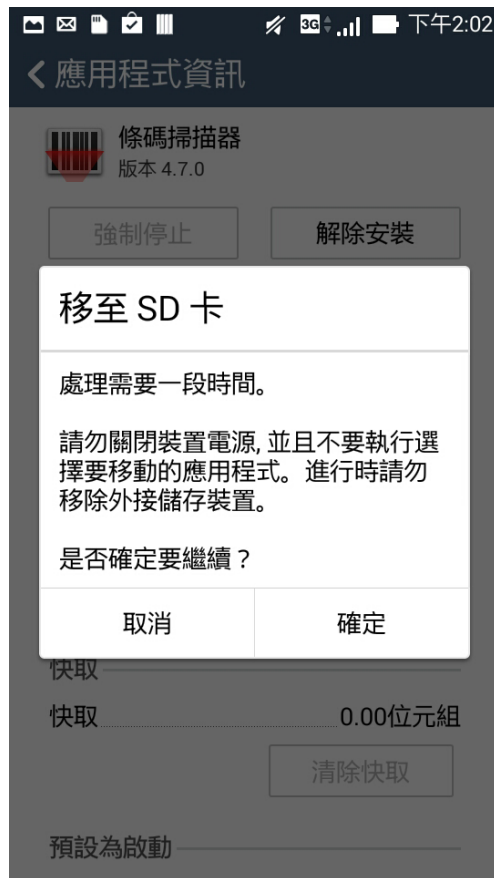 3G 下午2:02
應用程式資訊
條碼掃描器
版本 4.7.0
強制停止 解除安裝
移至 SD 卡
處理需要一段時間。
請勿關閉裝置電源, 並且不要執行選
擇要移動的應用程式。進行時請勿
移除外接儲存裝置。
是否確定要繼續？
取消 確定
快取
快取 0.00位元組
清除快取
預設為啟動